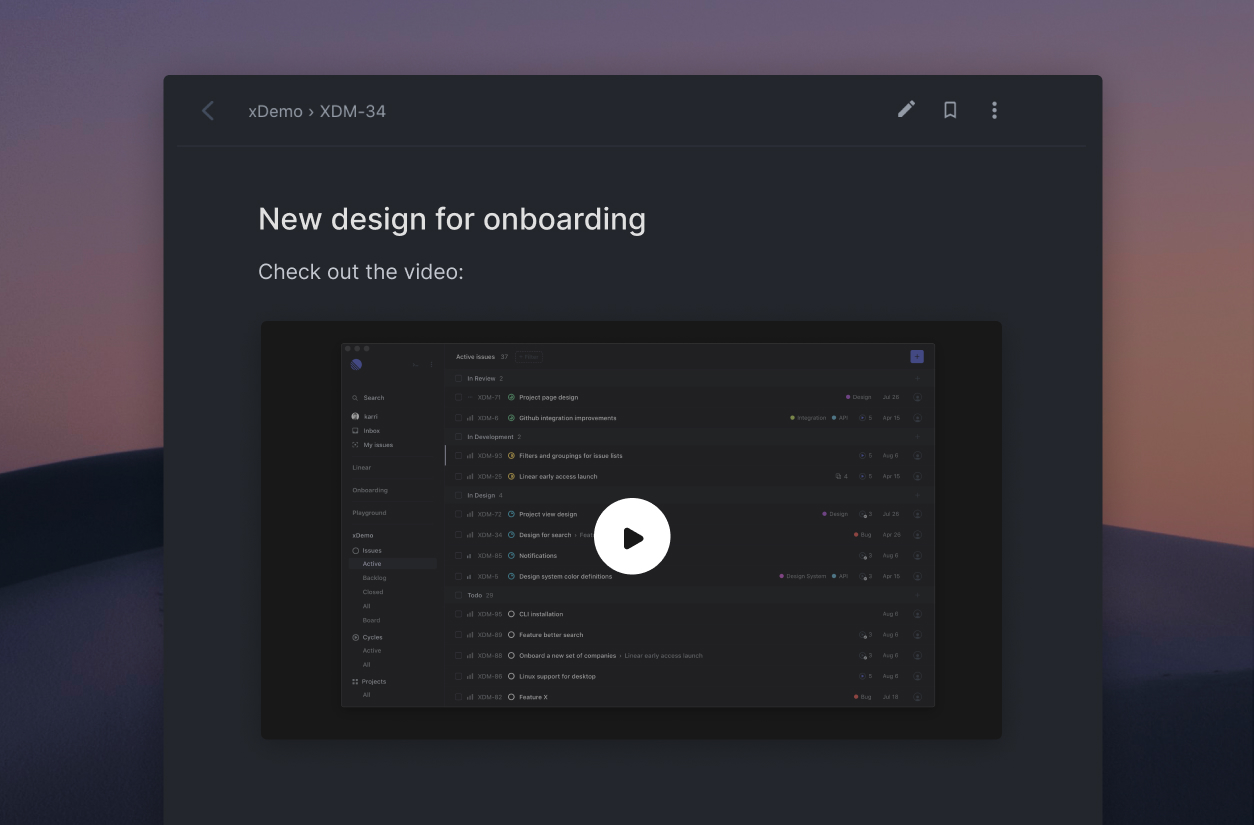 xDemo › XDM-34
New design for onboarding
Check out the video:
Search
karri
Inbox
My issues
Linear
Onboarding
Playground
xDemo
Issues
Active
Backlog
Closed
All
Board
Cycles
Active
All
Projects
All
Active issues 37
In Review 2
XDM-71 Project page design Design Jul 26
XDM-6 Github integration improvements Integration API 5 Apr 15
In Development 2
XDM-93 Filters and groupings for issue lists 5 Aug 6
XDM-25 Linear early access launch 4 5 Apr 15
In Design 4
XDM-72 Project view design Design 3 Jul 26
XDM-34 Design for search › Bug Apr 29
XDM-85 Notifications 3 Aug 6
XDM-5 Design system color definitions Design System API 3 Apr 15
Todo 29
XDM-95 CLI installation Aug 6
XDM-89 Feature better search 3 Aug 6
Onboard a new set of companies › Linear early access launch 3 Aug 6
Linux support for desktop 5 Aug 6
XDM-82 Feature X Bug Jul 18